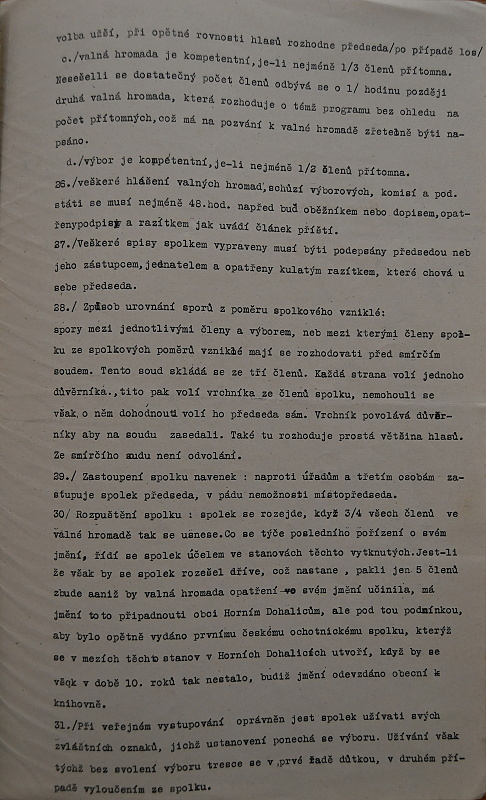 volba užší, při opětné rovnosti hlasů rozhodne předseda/po případě los/
c./valná hromada je kompetentní,je-li nejméně 1/3 členů přítomna.
Nesešelli se dostatečný počet členů odbývá se o 1/ hodinu později
druhá valná hromada, která rozhoduje o témž programu bez ohledu na
počet přítomných,což má na pozvání k valné hromadě zřetelně býti na-
psáno.
d./výbor je kompetentní,je-li nejméně 1/2 členů přítomna.
26./veškeré hlášení valných hromad,schůzí výborových, komisí a pod.
státi se musí nejméně 48.hod. napřed buď oběžníkem nebo dopisem,opat-
řenypodpisy a razítkem jak uvádí článek příští.
27./Veškeré spisy spolkem vypraveny musí býti podepsány předsedou neb
jeho zástupcem,jednatelem a opatřeny kulatým razítkem, které chová u
sebe předseda.
28./ Způsob urovnání sporů z poměru spolkového vzniklé:
spory mezi jednotlivými členy a výborem, neb mezi kterými členy spol-
ku ze spolkových poměrů vzniklé mají se rozhodovati před smírčím
soudem. Tento soud skládá se ze tří členů. Každá strana volí jednoho
důvěrníka.,tito pak volí vrchníka ze členů spolku, nemohouli se
však,o něm dohodnouti volí ho předseda sám. Vrchník povolává důvěr-
níky aby na soudu zasedali. Také tu rozhoduje prostá většina hlasů.
Ze smírčího sudu není odvolání.
29./ Zastoupení spolku navenek : naproti úřadům a třetím osobám za-
stupuje spolek předseda, v pádu nemožnosti místopředseda.
30/ Rozpuštění spolku : spolek se rozejde, když 3/4 všech členů ve
valné hromadě tak se usnese.Co se týče posledního pořízení o svém
jmění, řídí se spolek účelem ve stanovách těchto vytknutých.Jest-li
že však by se spolek rozešel dříve, což nastane , pakli jen 5 členů
zbude aaniž by valná hromada opatření ve svém jmění učinila, má
jmění toto připadnouti obci Horním Dohalicům, ale pod tou podmínkou,
aby bylo opětně vydáno prvnímu českému ochotnickému spolku, kterýž
se v mezích těchto stanov v Horních Dohalicích utvoří, když by se
věqk v době 10. roků tak nestalo, budiž jmění odevzdáno obecní k
knihovně.
31./Při veřejném vystupování oprávněn jest spolek užívati svých
zvláštních oznaků, jichž ustanovení ponechá se výboru. Užívání však
týchž bez svolení výboru tresce se v prvé řadě důtkou, v druhém pří-
padě vyloučením ze spolku.